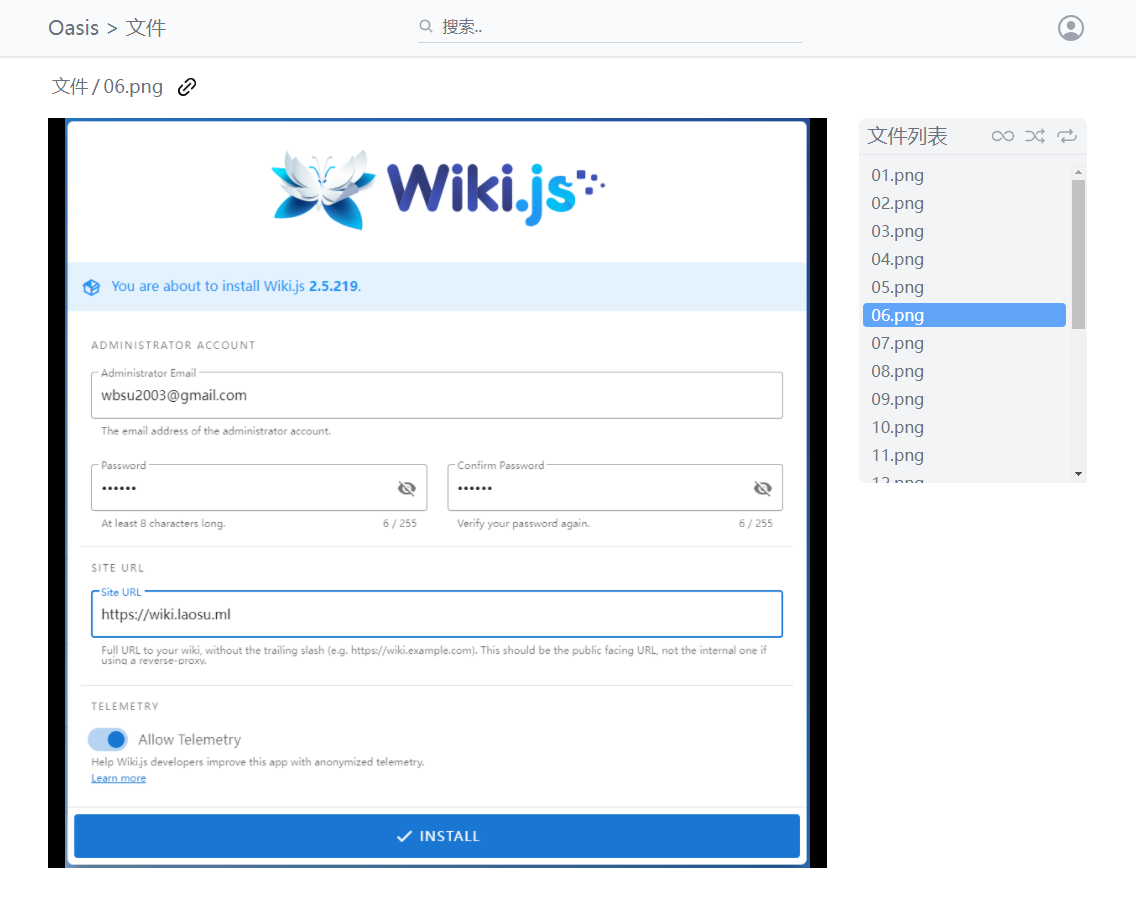 Oasis > 文件
搜索..
文件 / 06.png
Wiki.js
You are about to install Wiki.js 2.5.219.
ADMINISTRATOR ACCOUNT
Administrator Email
wbsu2003@gmail.com
The email address of the administrator account.
Password
••••••
At least 8 characters long.
6 / 255
Confirm Password
••••••
Verify your password again.
6 / 255
SITE URL
Site URL
https://wiki.laosu.ml
Full URL to your wiki, without the trailing slash (e.g. https://wiki.example.com). This should be the public facing URL, not the internal one if
using a reverse-proxy.
TELEMETRY
Allow Telemetry
Help Wiki.js developers improve this app with anonymized telemetry.
Learn more
INSTALL
文件列表
01.png
02.png
03.png
04.png
05.png
06.png
07.png
08.png
09.png
10.png
11.png
12.png